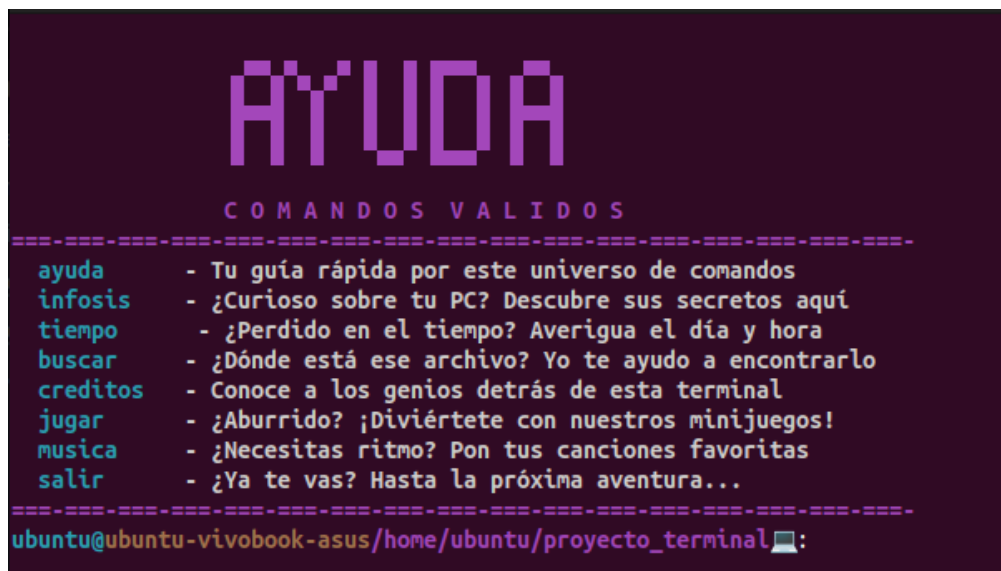 AYUDA
COMANDOS VALIDOS
===-===-===-===-===-===-===-===-===-===-===-===-===-===-===-===-===-
ayuda - Tu guía rápida por este universo de comandos
infosis - ¿Curioso sobre tu PC? Descubre sus secretos aquí
tiempo - ¿Perdido en el tiempo? Averigua el día y hora
buscar - ¿Dónde está ese archivo? Yo te ayudo a encontrarlo
creditos - Conoce a los genios detrás de esta terminal
jugar - ¿Aburrido? ¡Diviértete con nuestros minijuegos!
musica - ¿Necesitas ritmo? Pon tus canciones favoritas
salir - ¿Ya te vas? Hasta la próxima aventura...
===-===-===-===-===-===-===-===-===-===-===-===-===-===-===-===-===-
ubuntu@ubuntu-vivobook-asus/home/ubuntu/proyecto_terminal💻: